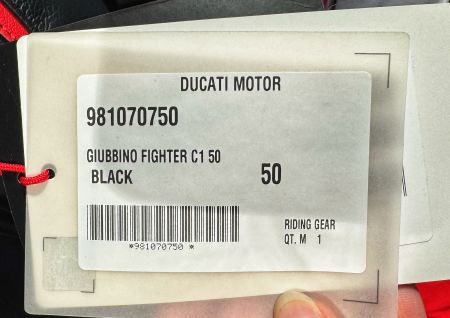 DUCATI MOTOR
981070750
GIUBBINO FIGHTER C1 50
BLACK 50
*981070750 *
RIDING GEAR
QT. M 1